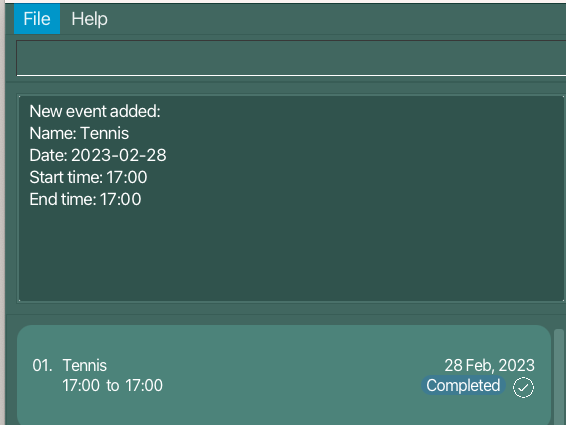 File Help
New event added:
Name: Tennis
Date: 2023-02-28
Start time: 17:00
End time: 17:00
01. Tennis 28 Feb, 2023
17:00 to 17:00 Completed